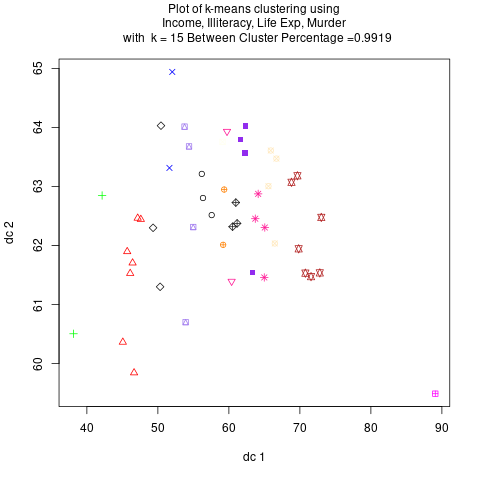 Plot of k-means clustering using
Income, Illiteracy, Life Exp, Murder
with k = 15 Between Cluster Percentage =0.9919
65
64
63
62
61
60
dc 2
40
50
60
70
80
90
dc 1